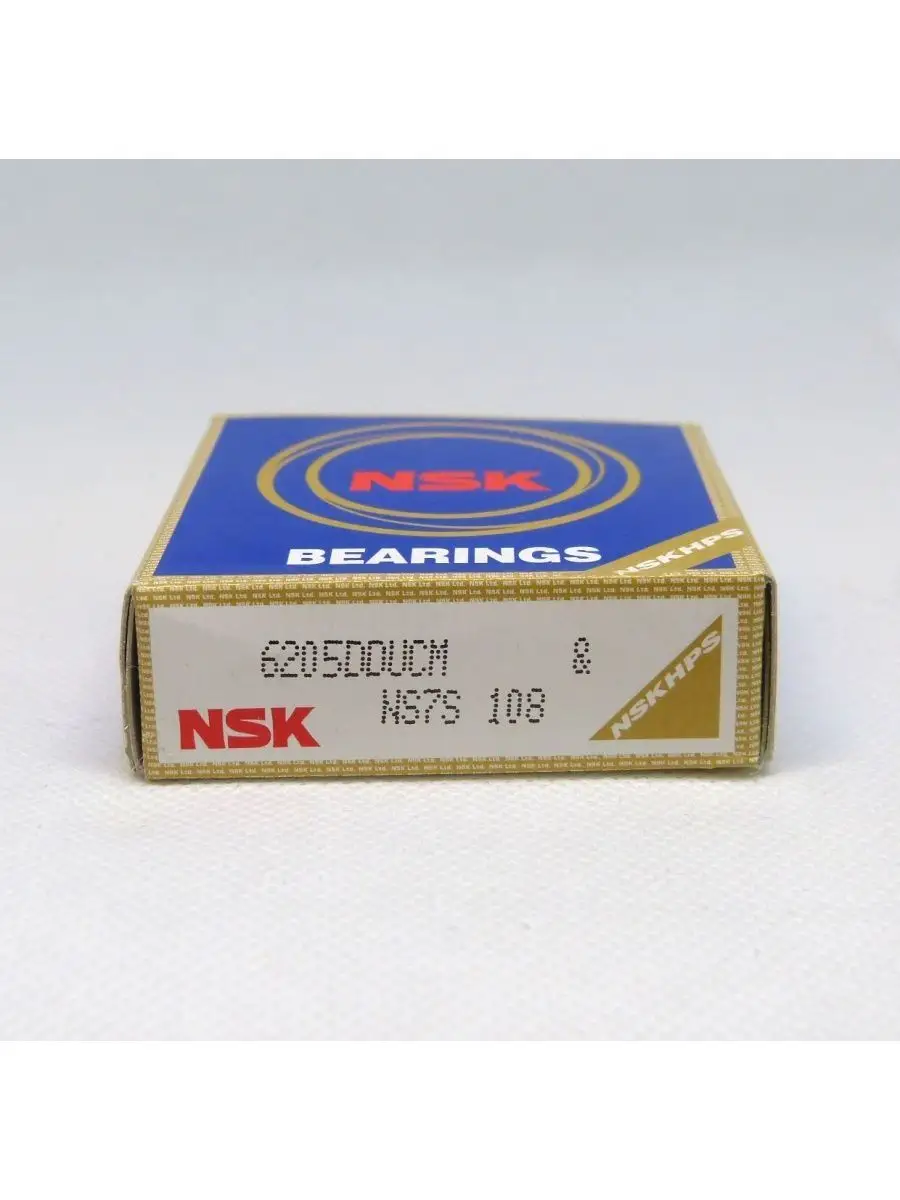 NSK
BEARINGS
NSKHPS
6205DDUCM &
NS7S 108
NSK
NSKHPS